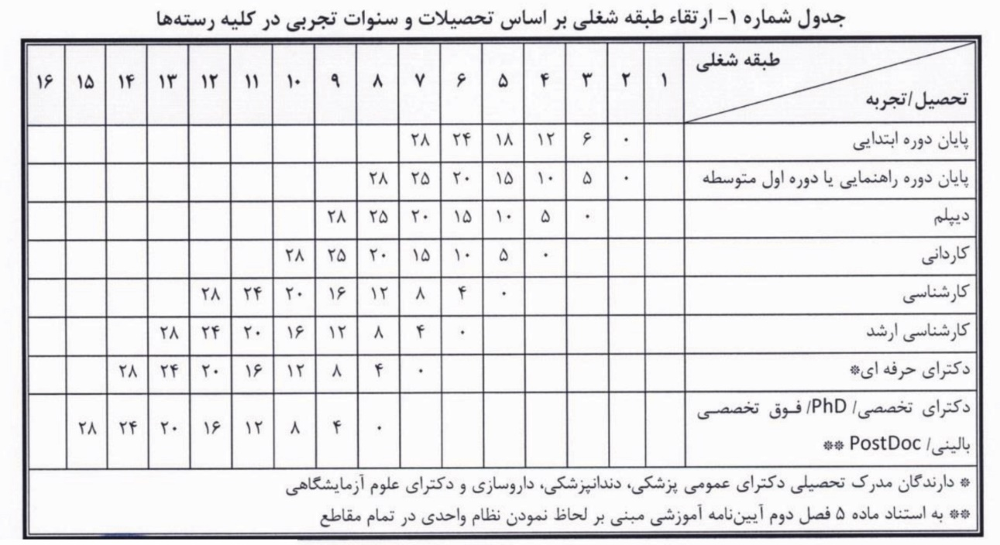 جدول شماره ۱- ارتقاء طبقه شغلی بر اساس تحصیلات و سنوات تجربی در کلیه رسته‌ها
طبقه شغلی
تحصیل/تجربه
۱ ۲ ۳ ۴ ۵ ۶ ۷ ۸ ۹ ۱۰ ۱۱ ۱۲ ۱۳ ۱۴ ۱۵ ۱۶
پایان دوره ابتدایی ۰ ۶ ۱۲ ۱۸ ۲۴ ۲۸
پایان دوره راهنمایی یا دوره اول متوسطه ۰ ۵ ۱۰ ۱۵ ۲۰ ۲۵ ۲۸
دیپلم ۰ ۵ ۱۰ ۱۵ ۲۰ ۲۵ ۲۸
کاردانی ۰ ۵ ۱۰ ۱۵ ۲۰ ۲۵ ۲۸
کارشناسی ۰ ۴ ۸ ۱۲ ۱۶ ۲۰ ۲۴ ۲۸
کارشناسی ارشد ۰ ۴ ۸ ۱۲ ۱۶ ۲۰ ۲۴ ۲۸
دکترای حرفه ای* ۰ ۴ ۸ ۱۲ ۱۶ ۲۰ ۲۴ ۲۸
دکترای تخصصی/ PhD/ فوق تخصصی
بالینی/ PostDoc ** ۰ ۴ ۸ ۱۲ ۱۶ ۲۰ ۲۴ ۲۸
* دارندگان مدرک تحصیلی دکترای عمومی پزشکی، دندانپزشکی، داروسازی و دکترای علوم آزمایشگاهی
** به استناد ماده ۵ فصل دوم آیین‌نامه آموزشی مبنی بر لحاظ نمودن نظام واحدی در تمام مقاطع